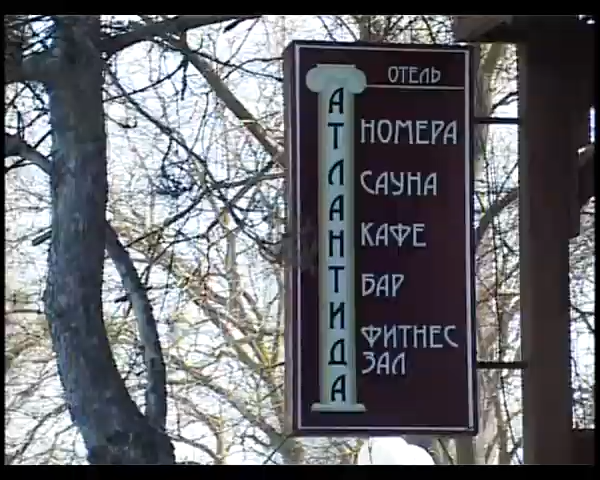 ОТЕЛЬ
АТЛАНТИДА
НОМЕРА
САУНА
КАФЕ
БАР
ФИТНЕС
ЗАЛ